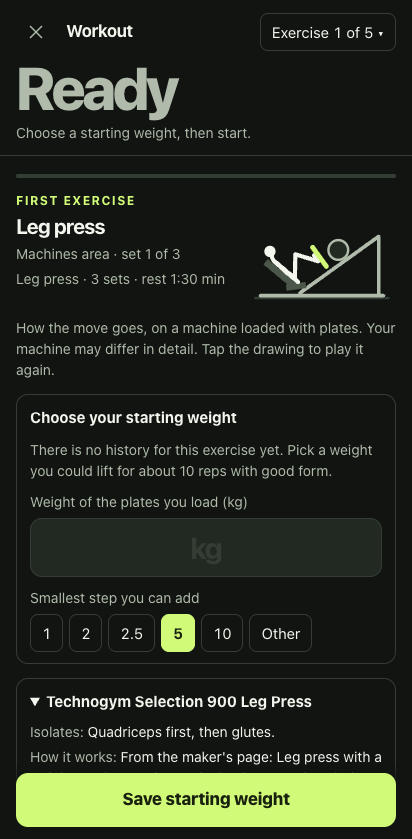 Workout
Exercise 1 of 5
Ready
Choose a starting weight, then start.
FIRST EXERCISE
Leg press
Machines area · set 1 of 3
Leg press · 3 sets · rest 1:30 min
How the move goes, on a machine loaded with plates. Your
machine may differ in detail. Tap the drawing to play it
again.
Choose your starting weight
There is no history for this exercise yet. Pick a weight
you could lift for about 10 reps with good form.
Weight of the plates you load (kg)
kg
Smallest step you can add
1 2 2.5 5 10 Other
Technogym Selection 900 Leg Press
Isolates: Quadriceps first, then glutes.
How it works: From the maker's page: Leg press with a
Save starting weight